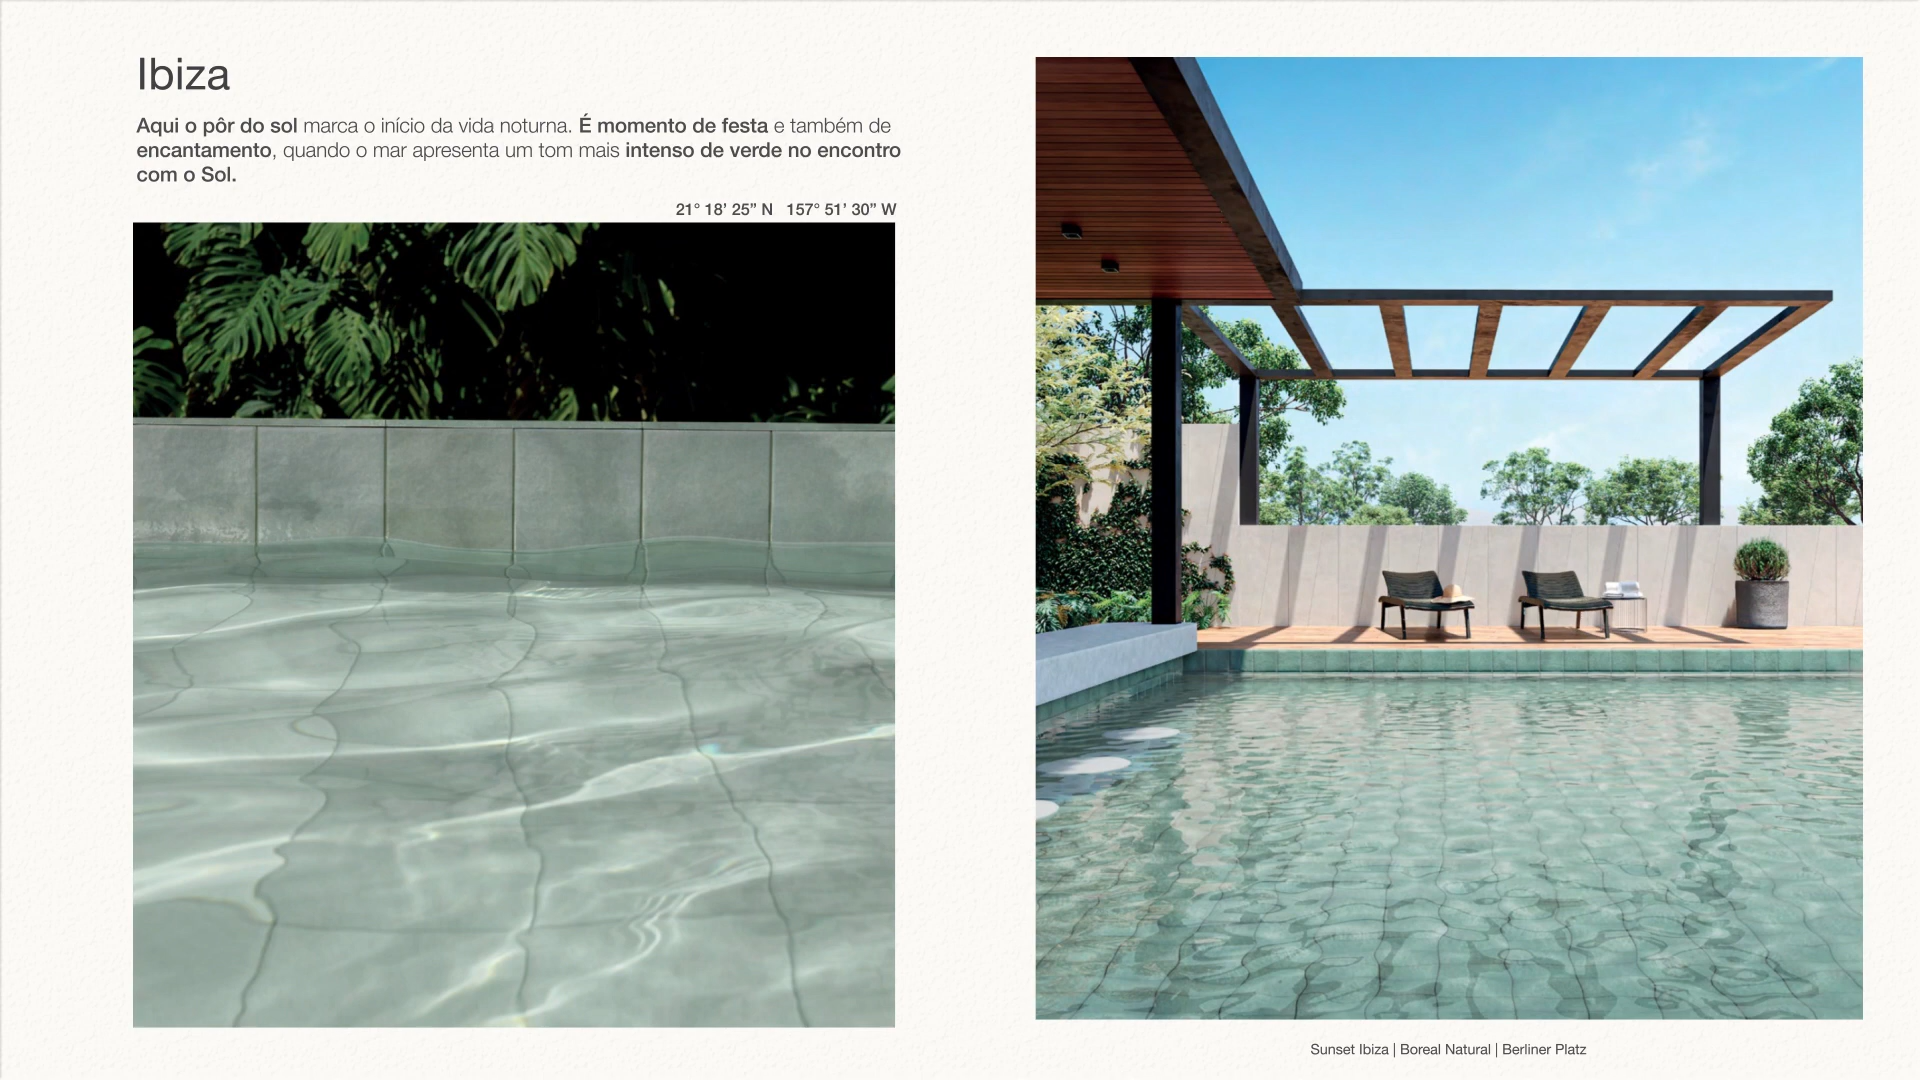 Ibiza
Aqui o pôr do sol marca o início da vida noturna. É momento de festa e também de
encantamento, quando o mar apresenta um tom mais intenso de verde no encontro
com o Sol.
21° 18’ 25” N   157° 51’ 30” W
Sunset Ibiza | Boreal Natural | Berliner Platz